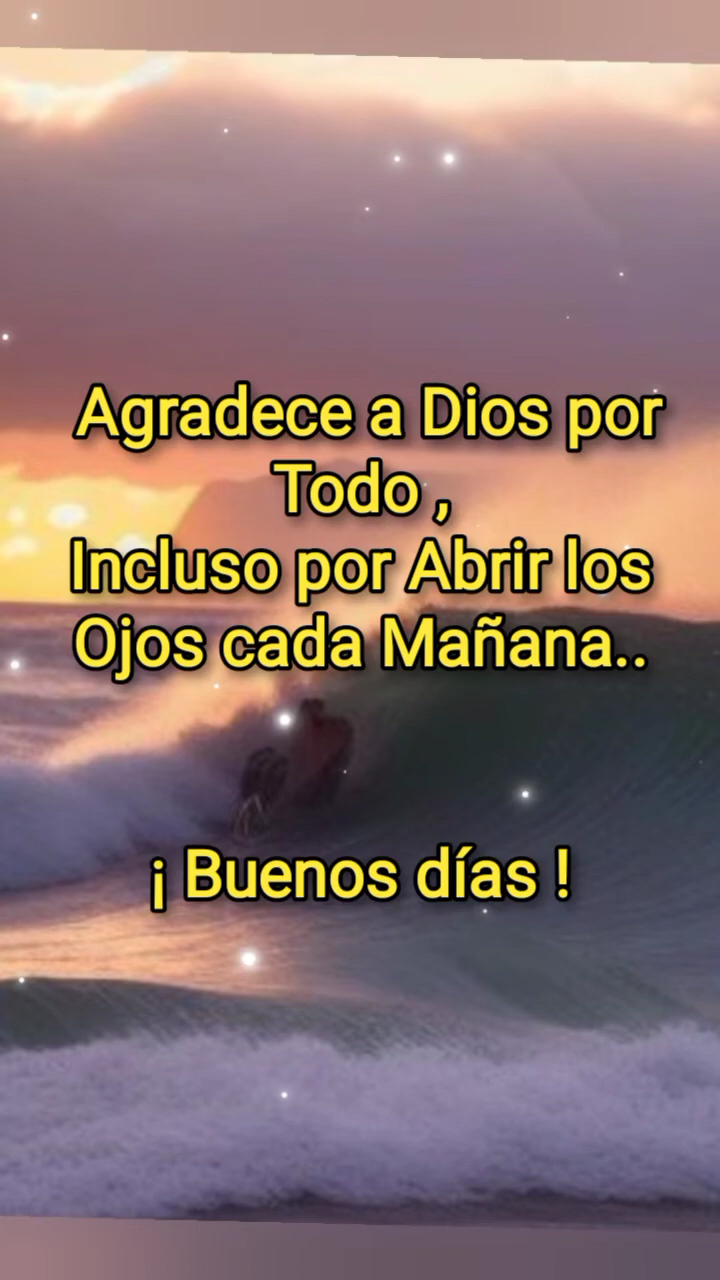 Agradece a Dios por
Todo ,
Incluso por Abrir los
Ojos cada Mañana..
¡ Buenos días !